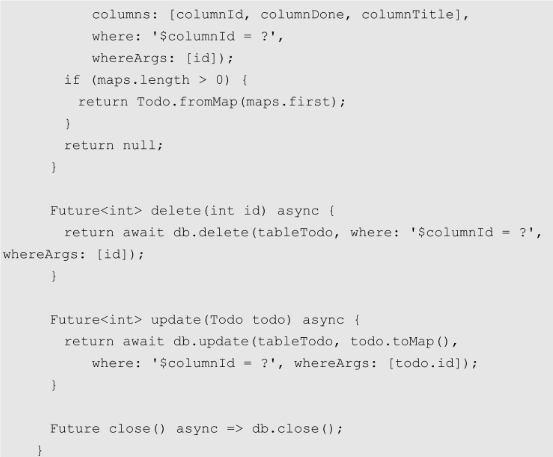 columns: [columnId, columnDone, columnTitle],
where: '$columnId = ?',
whereArgs: [id]);
if (maps.length > 0) {
return Todo.fromMap(maps.first);
}
return null;
}
Future<int> delete(int id) async {
return await db.delete(tableTodo, where: '$columnId = ?',
whereArgs: [id]);
}
Future<int> update(Todo todo) async {
return await db.update(tableTodo, todo.toMap(),
where: '$columnId = ?', whereArgs: [todo.id]);
}
Future close() async => db.close();
}